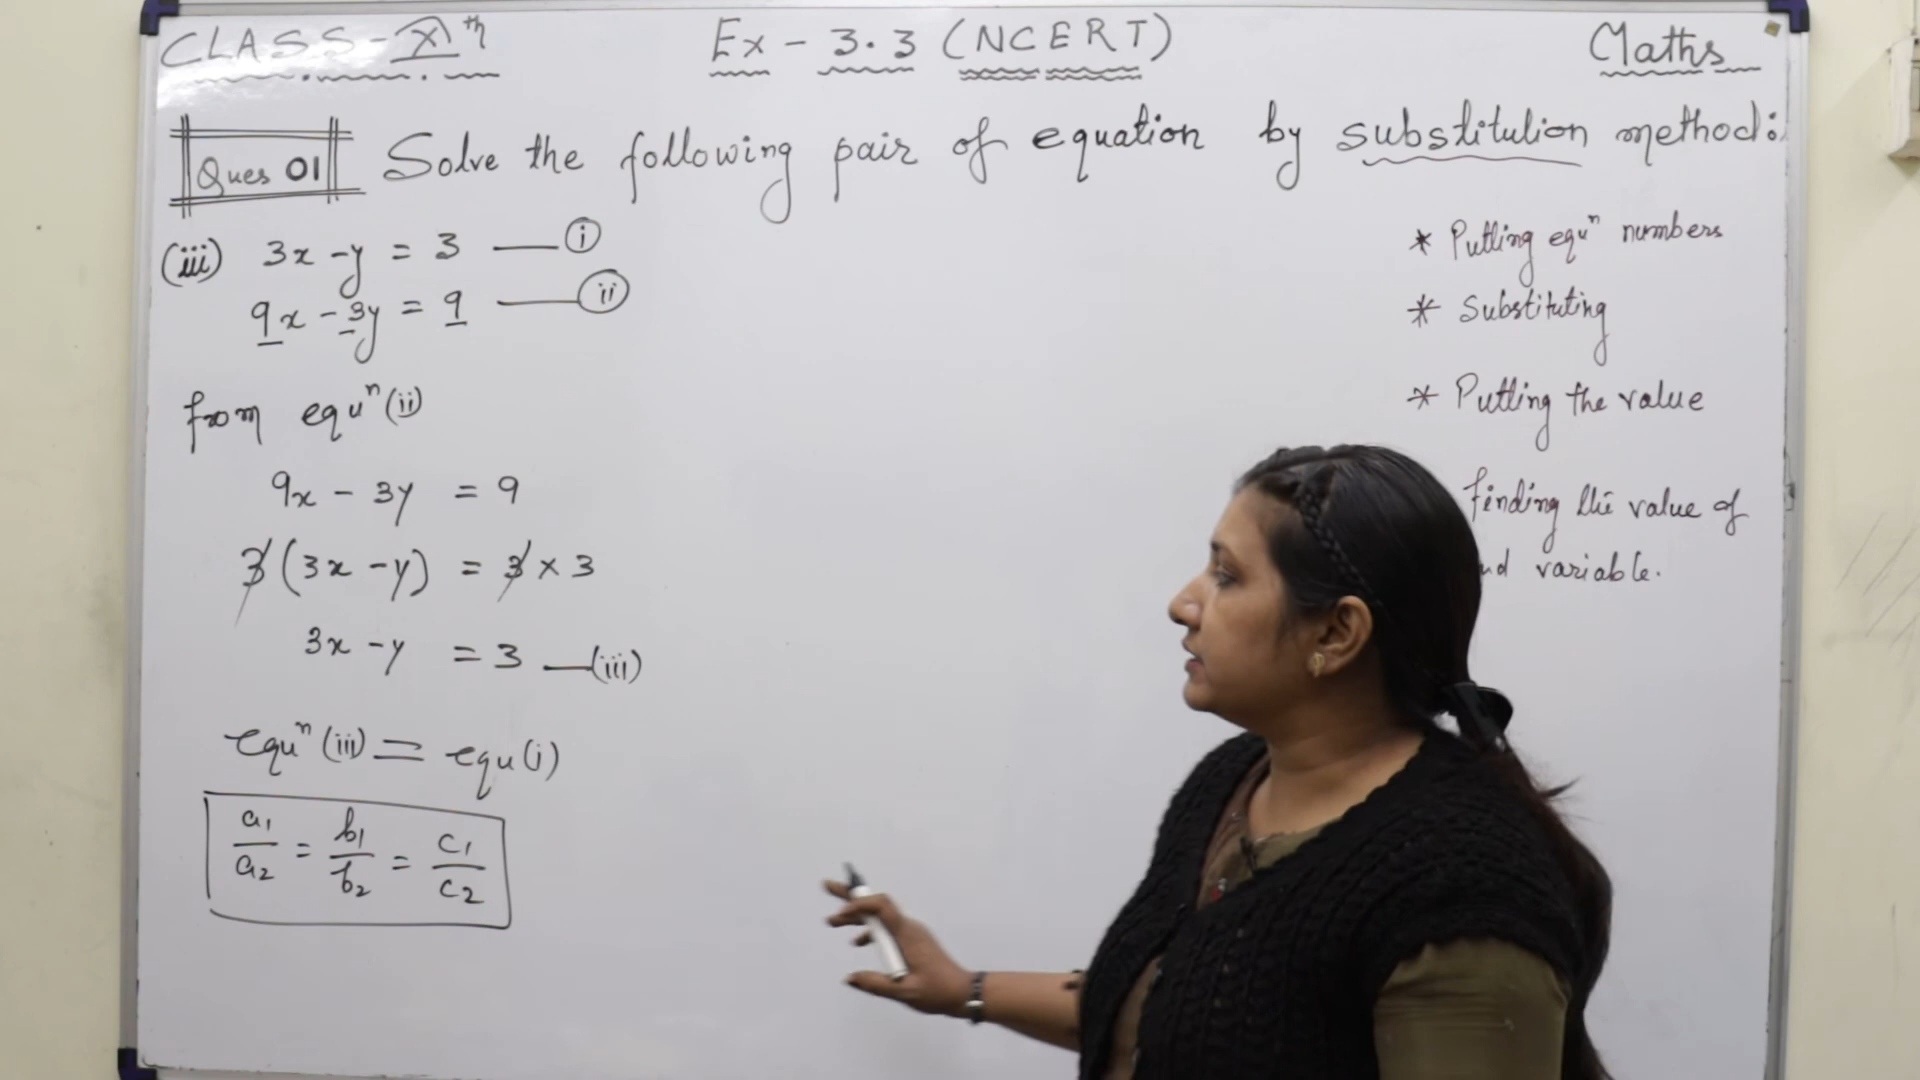 CLASS-Xth
Ex - 3.3 (NCERT)
Maths
Ques 01 Solve the following pair of equation by substitution method:
(iii) 3x - y = 3 —— (i)
9x - 3y = 9 —— (ii)
from equⁿ (ii)
9x - 3y = 9
3(3x - y) = 3 × 3
3x - y = 3 —(iii)
equⁿ (iii) = equ(i)
a₁/a₂ = b₁/b₂ = c₁/c₂
* Putting equⁿ numbers
* Substituting
* Putting the value
finding the value of
variable.